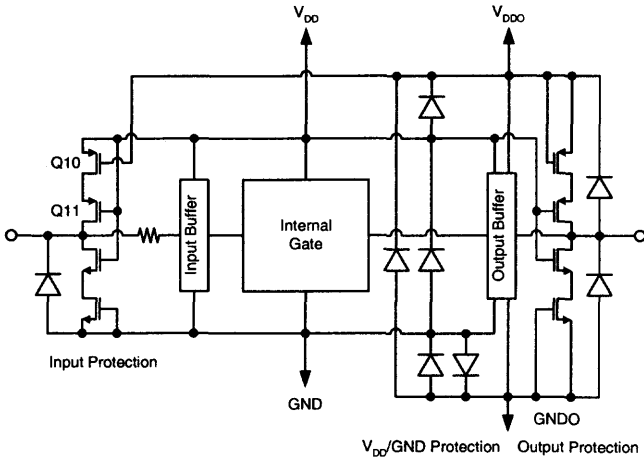 V_DD
V_DDO
Q10
Q11
Input Buffer
Internal Gate
Output Buffer
Input Protection
GND
GNDO
V_DD/GND Protection
Output Protection